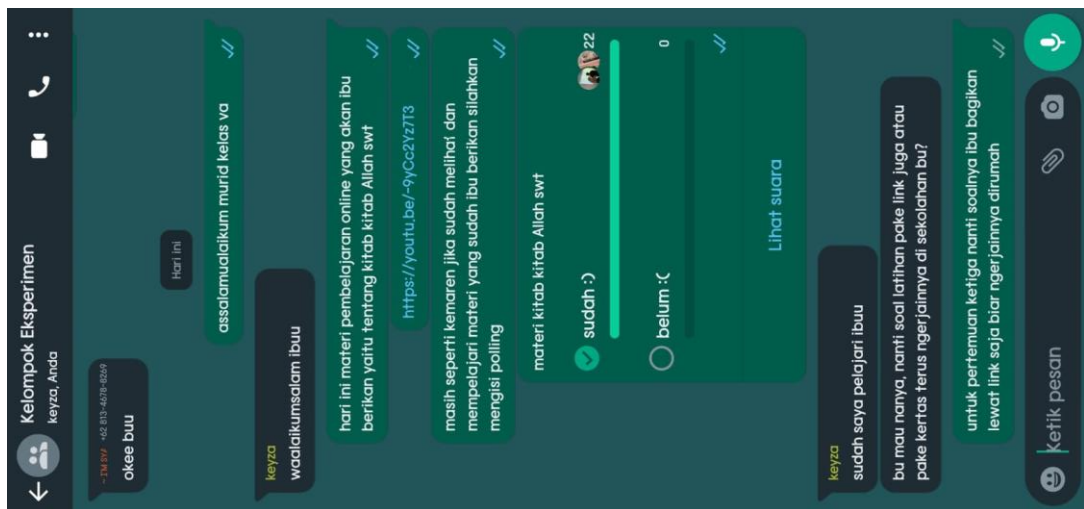 Kelompok Eksperimen
keyza, Anda
~I'M SY♯ +62 813-4678-8269
okee buu
Hari ini
assalamualaikum murid kelas va
keyza
waalaikumsalam ibuu
hari ini materi pembelajaran online yang akan ibu
berikan yaitu tentang kitab kitab Allah swt
https://youtu.be/-9yCc2Yz7T3
masih seperti kemaren jika sudah melihat dan
mempelajari materi yang sudah ibu berikan silahkan
mengisi polling
materi kitab kitab Allah swt
sudah :) 22
belum :( 0
Lihat suara
keyza
sudah saya pelajari ibuu
bu mau nanya, nanti soal latihan pake link juga atau
pake kertas terus ngerjainnya di sekolahan bu?
untuk pertemuan ketiga nanti soalnya ibu bagikan
lewat link saja biar ngerjainnya dirumah
Ketik pesan